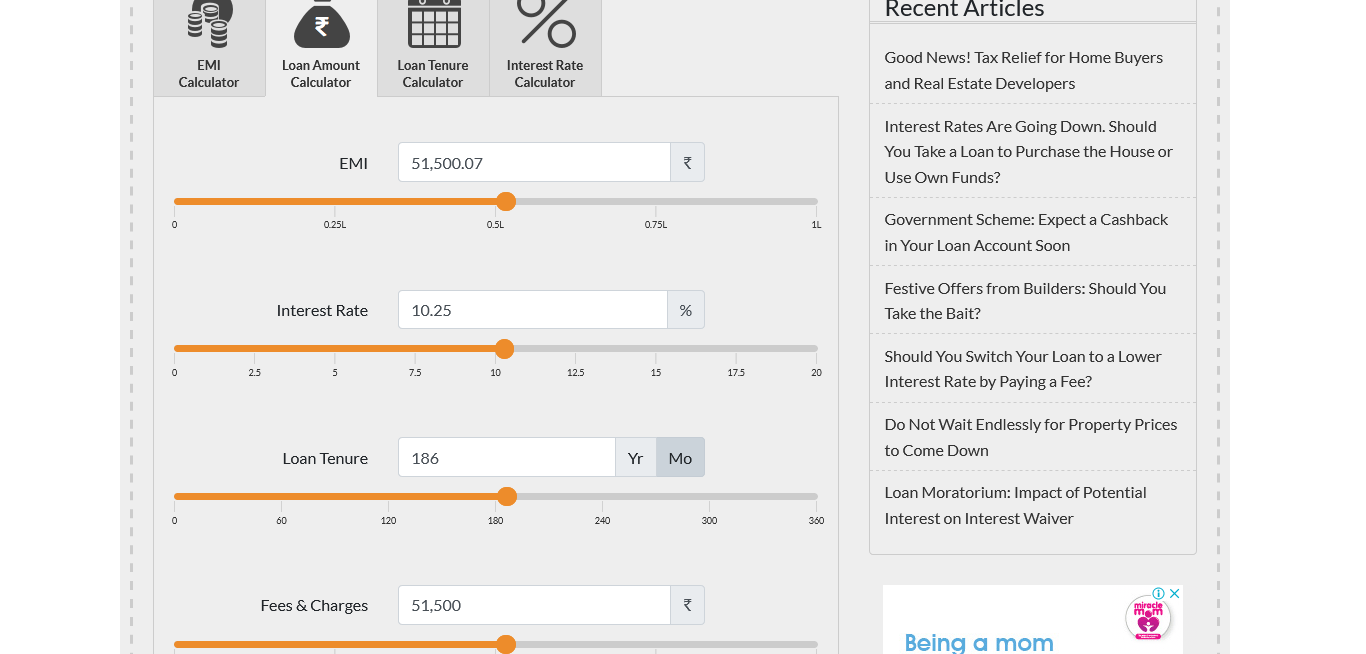 EMI
Calculator
Loan Amount
Calculator
Loan Tenure
Calculator
Interest Rate
Calculator
EMI
51,500.07
₹
0
0.25L
0.5L
0.75L
1L
Interest Rate
10.25
%
0
2.5
5
7.5
10
12.5
15
17.5
20
Loan Tenure
186
Yr
Mo
0
60
120
180
240
300
360
Fees & Charges
51,500
₹
Recent Articles
Good News! Tax Relief for Home Buyers
and Real Estate Developers
Interest Rates Are Going Down. Should
You Take a Loan to Purchase the House or
Use Own Funds?
Government Scheme: Expect a Cashback
in Your Loan Account Soon
Festive Offers from Builders: Should You
Take the Bait?
Should You Switch Your Loan to a Lower
Interest Rate by Paying a Fee?
Do Not Wait Endlessly for Property Prices
to Come Down
Loan Moratorium: Impact of Potential
Interest on Interest Waiver
miracle
mom
Being a mom